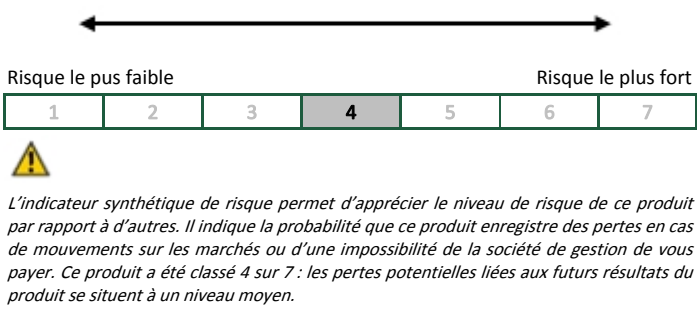 Risque le pus faible Risque le plus fort
1 2 3 4 5 6 7
L'indicateur synthétique de risque permet d'apprécier le niveau de risque de ce produit
par rapport à d'autres. Il indique la probabilité que ce produit enregistre des pertes en cas
de mouvements sur les marchés ou d'une impossibilité de la société de gestion de vous
payer. Ce produit a été classé 4 sur 7 : les pertes potentielles liées aux futurs résultats du
produit se situent à un niveau moyen.